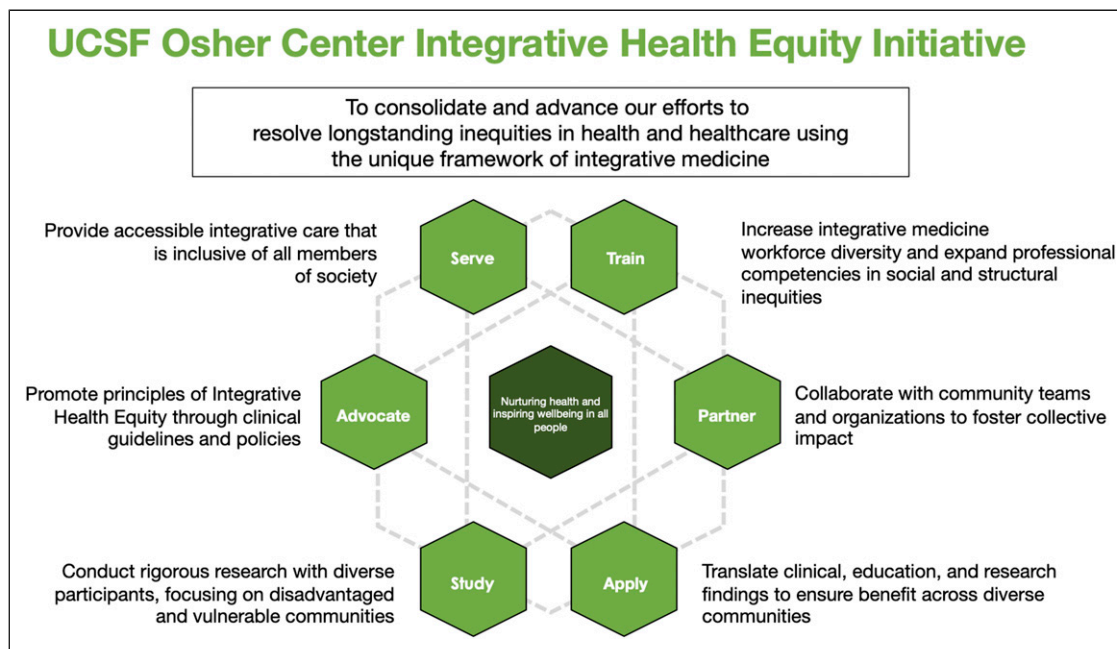 UCSF Osher Center Integrative Health Equity Initiative
To consolidate and advance our efforts to
resolve longstanding inequities in health and healthcare using
the unique framework of integrative medicine
Provide accessible integrative care that
is inclusive of all members
of society
Serve
Train
Increase integrative medicine
workforce diversity and expand professional
competencies in social and structural
inequities
Promote principles of Integrative
Health Equity through clinical
guidelines and policies
Advocate
Nurturing health and
inspiring wellbeing in all
people
Partner
Collaborate with community teams
and organizations to foster collective
impact
Conduct rigorous research with diverse
participants, focusing on disadvantaged
and vulnerable communities
Study
Apply
Translate clinical, education, and research
findings to ensure benefit across diverse
communities